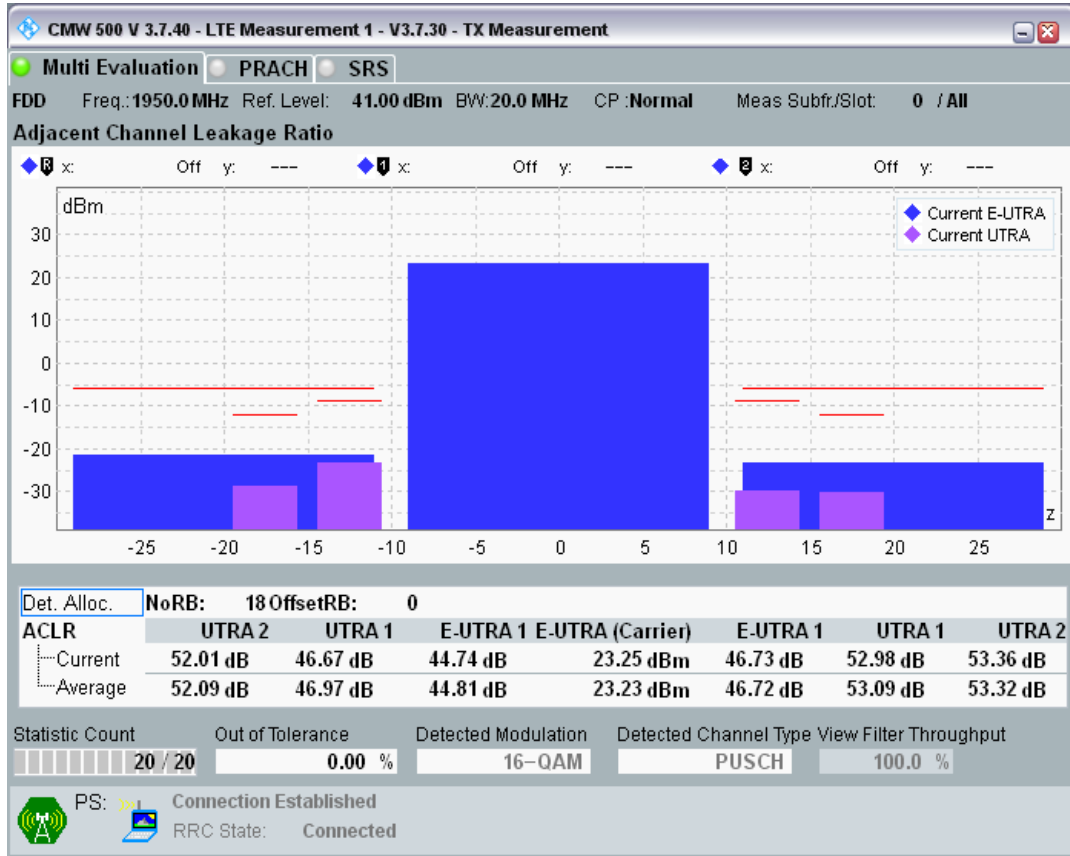 CMW 500 V 3.7.40 - LTE Measurement 1 - V3.7.30 - TX Measurement
Multi Evaluation PRACH SRS
FDD Freq.: 1950.0 MHz Ref. Level: 41.00 dBm BW: 20.0 MHz CP : Normal Meas Subfr./Slot: 0 / All
Adjacent Channel Leakage Ratio
R x: Off y: --- 1 x: Off y: --- 2 x: Off y: ---
dBm
Current E-UTRA
Current UTRA
30
20
10
0
-10
-20
-30
z
-25 -20 -15 -10 -5 0 5 10 15 20 25
Det. Alloc. NoRB: 18 OffsetRB: 0
ACLR UTRA 2 UTRA 1 E-UTRA 1 E-UTRA (Carrier) E-UTRA 1 UTRA 1 UTRA 2
Current 52.01 dB 46.67 dB 44.74 dB 23.25 dBm 46.73 dB 52.98 dB 53.36 dB
Average 52.09 dB 46.97 dB 44.81 dB 23.23 dBm 46.72 dB 53.09 dB 53.32 dB
Statistic Count Out of Tolerance Detected Modulation Detected Channel Type View Filter Throughput
20 / 20 0.00 % 16-QAM PUSCH 100.0 %
PS: Connection Established
RRC State: Connected